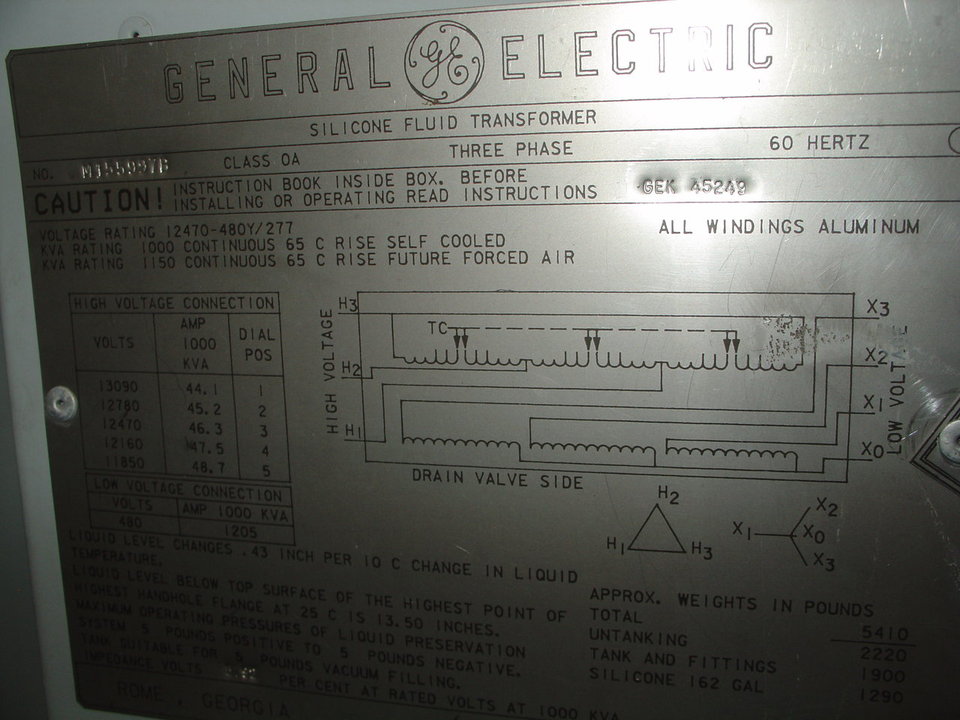 GENERAL GE ELECTRIC
SILICONE FLUID TRANSFORMER
NO. CLASS OA THREE PHASE 60 HERTZ
CAUTION! INSTRUCTION BOOK INSIDE BOX. BEFORE
INSTALLING OR OPERATING READ INSTRUCTIONS GEK 45249
VOLTAGE RATING 12470-480Y/277 ALL WINDINGS ALUMINUM
KVA RATING 1000 CONTINUOUS 65 C RISE SELF COOLED
KVA RATING 1150 CONTINUOUS 65 C RISE FUTURE FORCED AIR
HIGH VOLTAGE CONNECTION
VOLTS AMP 1000 KVA DIAL POS
13090 44.1 1
12780 45.2 2
12470 46.3 3
12160 47.5 4
11850 48.7 5
LOW VOLTAGE CONNECTION
VOLTS AMP 1000 KVA
480 1205
HIGH VOLTAGE
H3
H2
H1
TC
X3
X2
X1
X0
LOW VOLTAGE
DRAIN VALVE SIDE
H2
H1 H3
X2
X1 X0
X3
LIQUID LEVEL CHANGES .43 INCH PER 10 C CHANGE IN LIQUID
TEMPERATURE.
LIQUID LEVEL BELOW TOP SURFACE OF THE HIGHEST POINT OF
HIGHEST HANDHOLE FLANGE AT 25 C IS 13.50 INCHES.
MAXIMUM OPERATING PRESSURES OF LIQUID PRESERVATION
SYSTEM 5 POUNDS POSITIVE TO 5 POUNDS NEGATIVE.
TANK SUITABLE FOR POUNDS VACUUM FILLING.
IMPEDANCE VOLTS PER CENT AT RATED VOLTS AT 1000 KVA
APPROX. WEIGHTS IN POUNDS
TOTAL 5410
UNTANKING 2220
TANK AND FITTINGS 1900
SILICONE 162 GAL 1290
ROME, GEORGIA